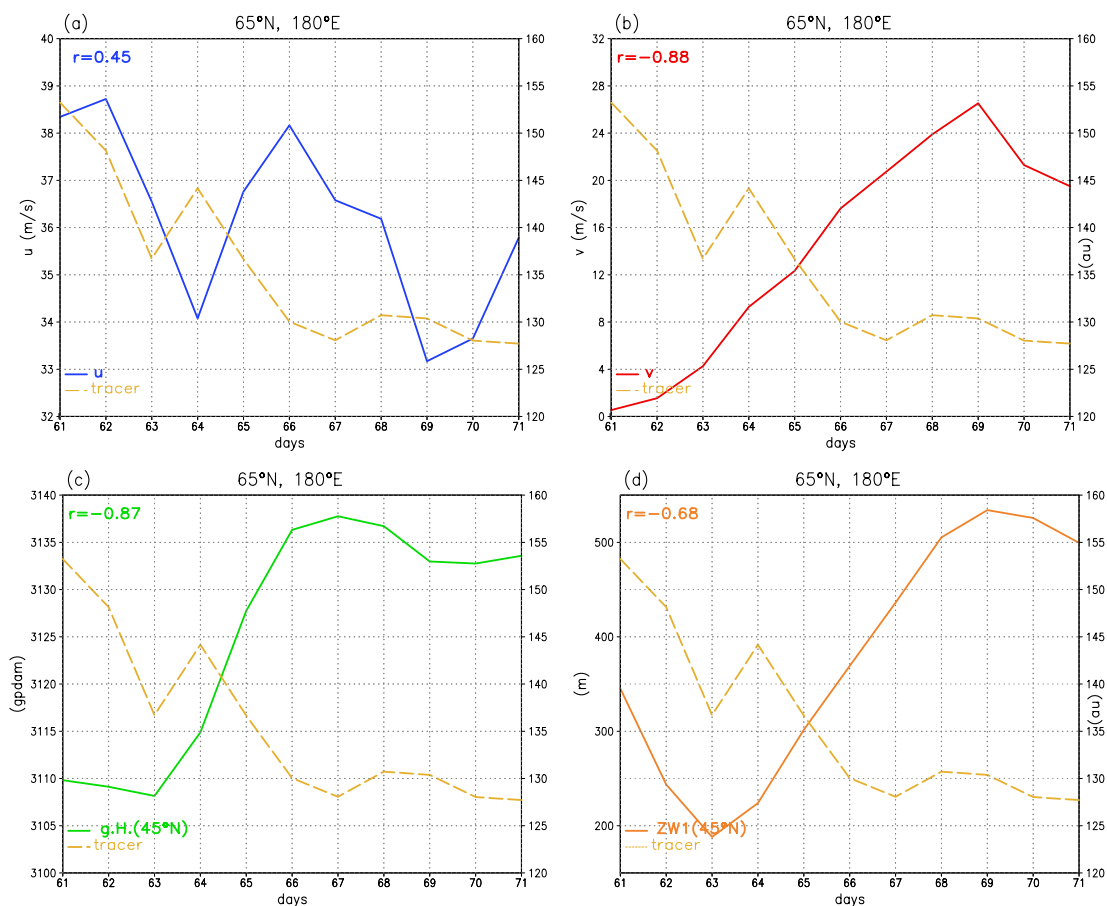 (a) 65°N, 180°E
r=0.45
40
39
38
37
36
35
34
33
32
u (m/s)
160
155
150
145
140
135
130
125
120
u
tracer
61 62 63 64 65 66 67 68 69 70 71
days
(b) 65°N, 180°E
r=-0.88
32
28
24
20
16
12
8
4
0
v (m/s)
160
155
150
145
140
135
130
125
120
(au)
v
tracer
61 62 63 64 65 66 67 68 69 70 71
days
(c) 65°N, 180°E
r=-0.87
3140
3135
3130
3125
3120
3115
3110
3105
3100
(gpdam)
160
155
150
145
140
135
130
125
120
g.H.(45°N)
tracer
61 62 63 64 65 66 67 68 69 70 71
days
(d) 65°N, 180°E
r=-0.68
500
400
300
200
(m)
160
155
150
145
140
135
130
125
120
(au)
ZW1(45°N)
tracer
61 62 63 64 65 66 67 68 69 70 71
days